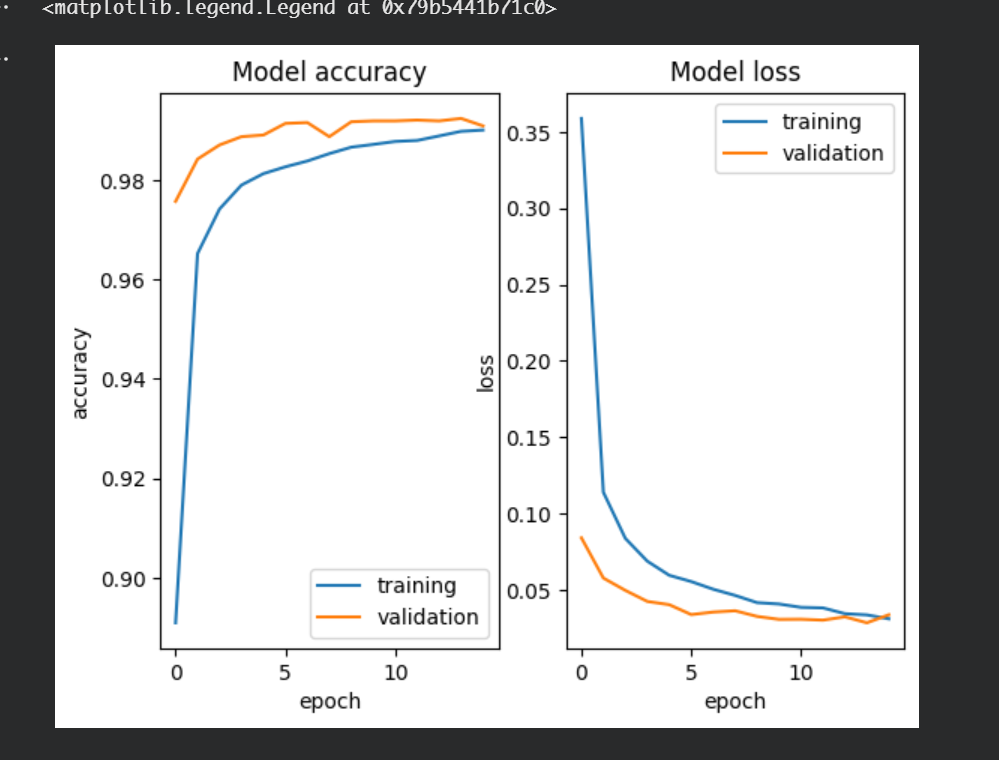 <matplotlib.legend.Legend at 0x79b5441b71c0>
Model accuracy
accuracy
0.98
0.96
0.94
0.92
0.90
training
validation
0 5 10
epoch
Model loss
loss
0.35
0.30
0.25
0.20
0.15
0.10
0.05
training
validation
0 5 10
epoch